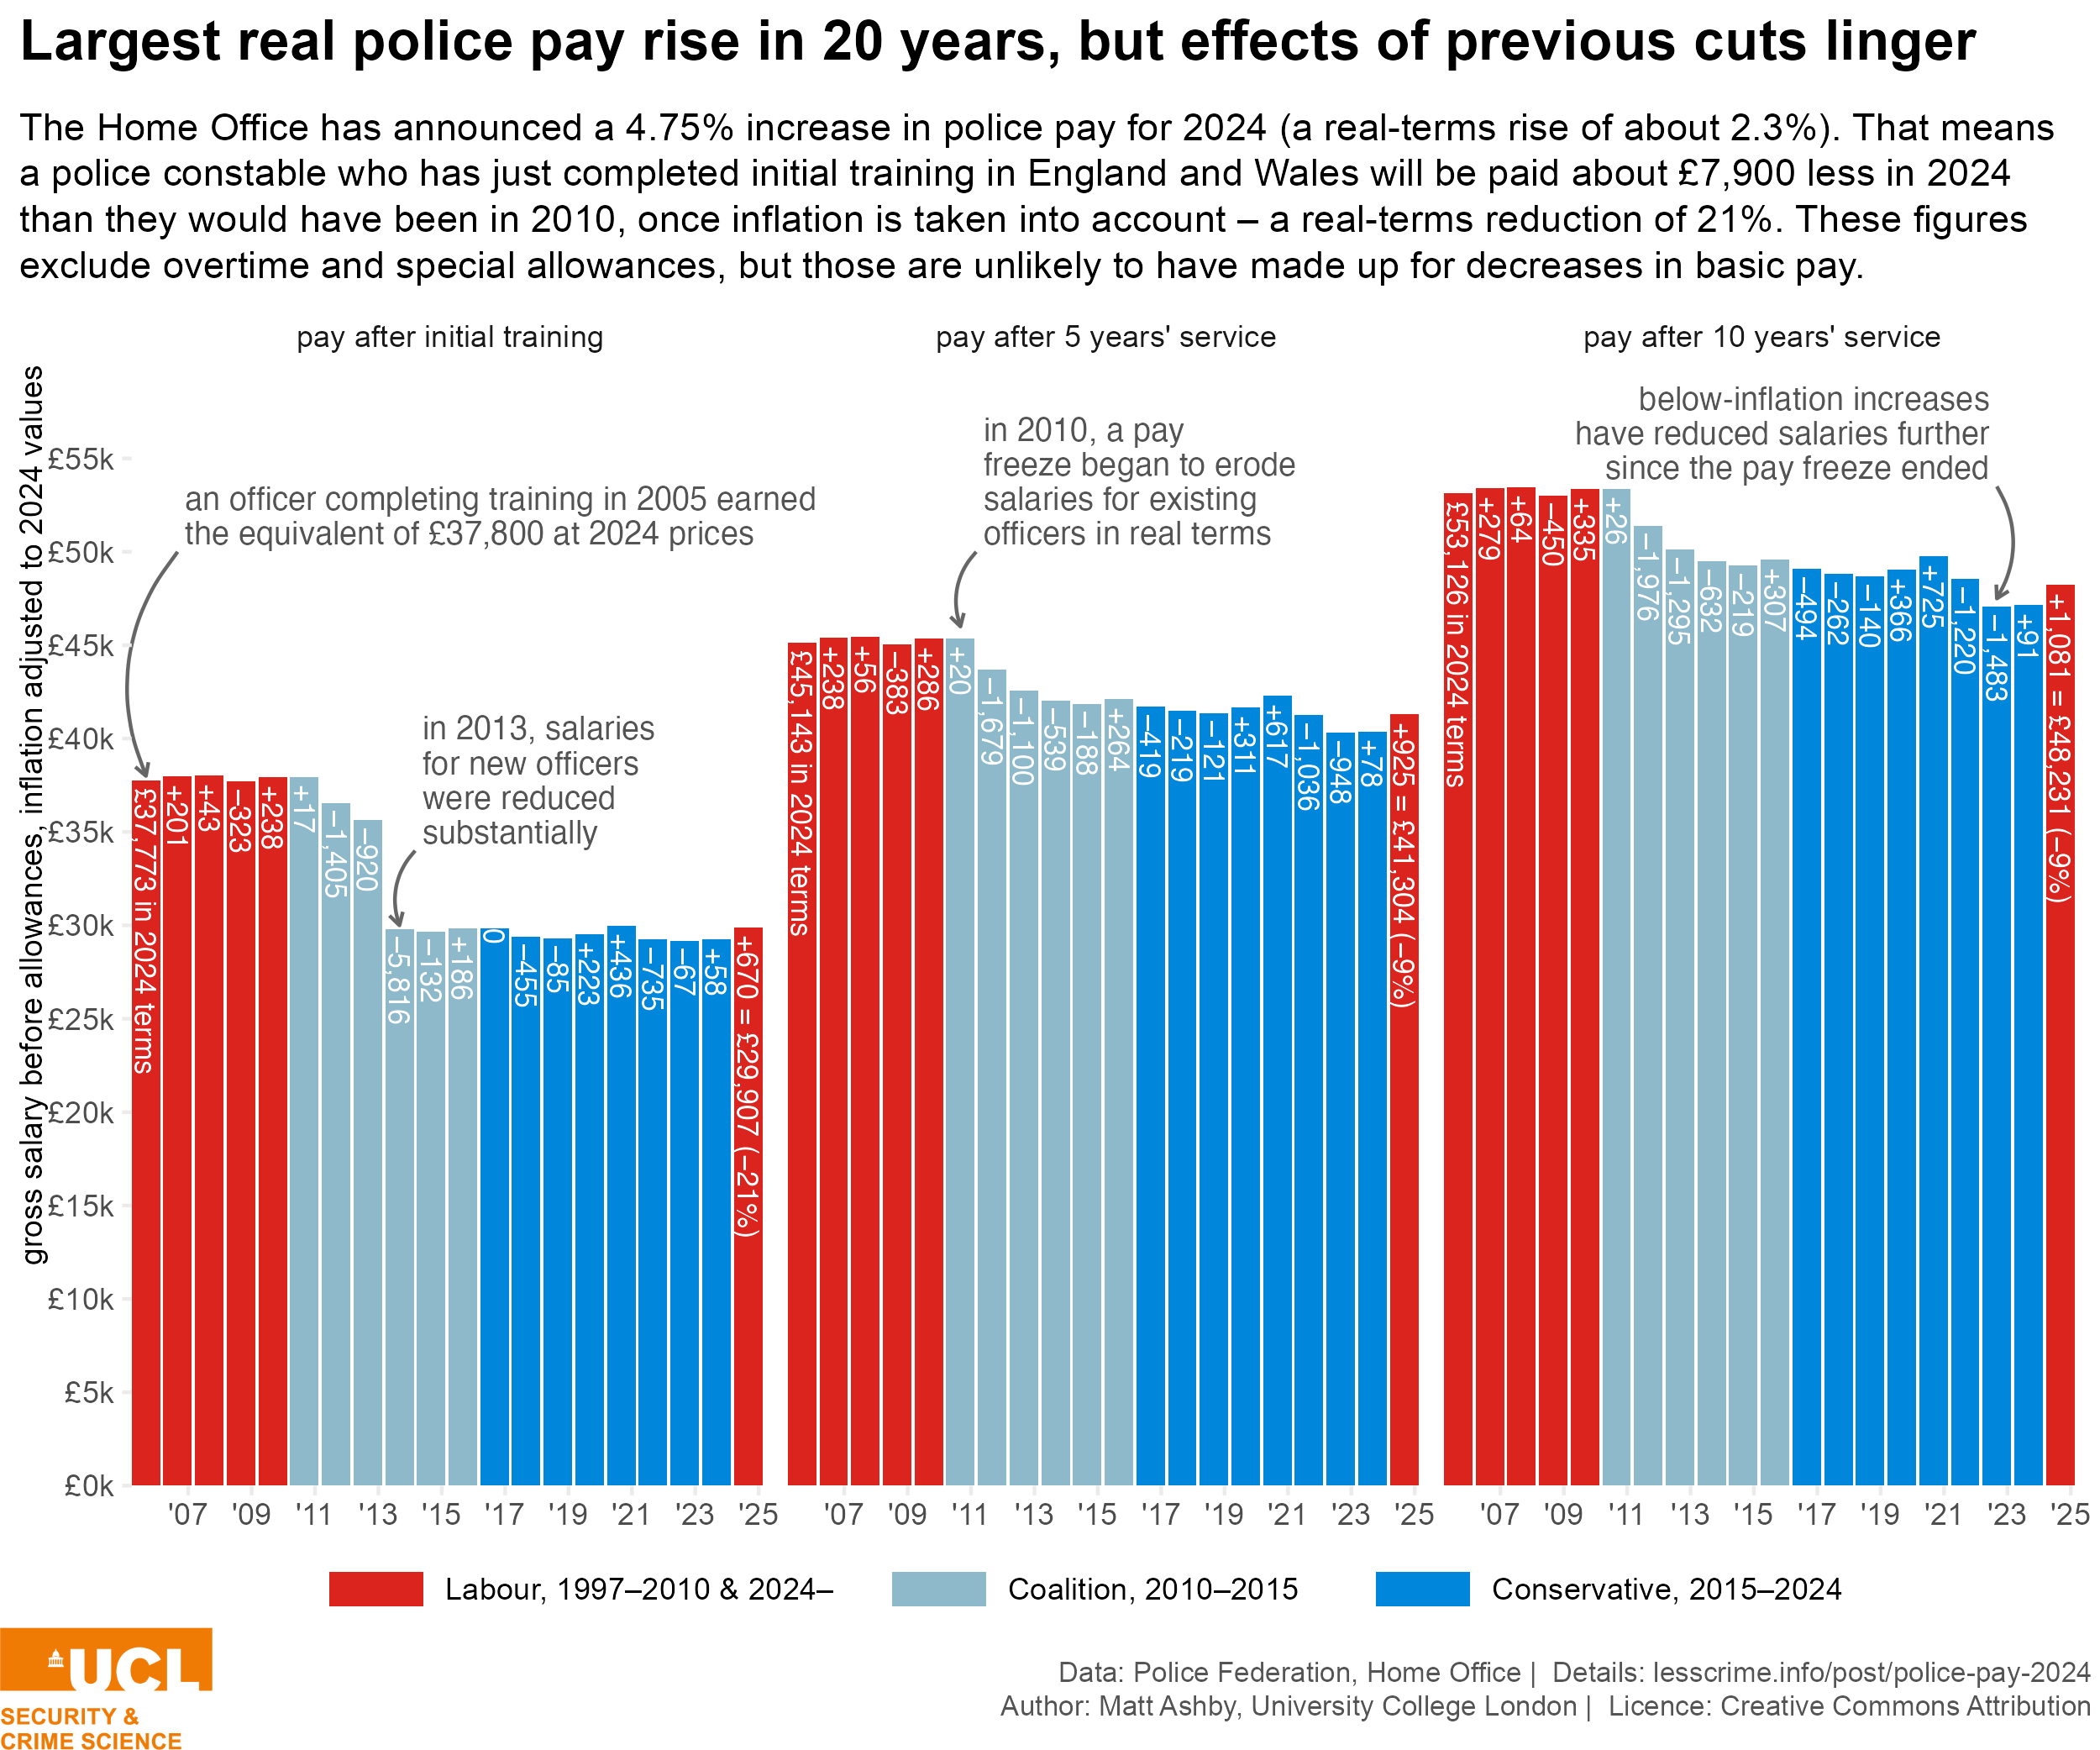 Largest real police pay rise in 20 years, but effects of previous cuts linger
The Home Office has announced a 4.75% increase in police pay for 2024 (a real-terms rise of about 2.3%). That means
a police constable who has just completed initial training in England and Wales will be paid about £7,900 less in 2024
than they would have been in 2010, once inflation is taken into account – a real-terms reduction of 21%. These figures
exclude overtime and special allowances, but those are unlikely to have made up for decreases in basic pay.
gross salary before allowances, inflation adjusted to 2024 values
£55k
£50k
£45k
£40k
£35k
£30k
£25k
£20k
£15k
£10k
£5k
£0k
pay after initial training
an officer completing training in 2005 earned
the equivalent of £37,800 at 2024 prices
in 2013, salaries
for new officers
were reduced
substantially
£37,773 in 2024 terms
+201
+43
−323
+238
+17
−1,405
−920
−5,816
−132
+186
0
−455
−85
+223
+436
−735
−67
+58
+670 = £29,907 (−21%)
'07 '09 '11 '13 '15 '17 '19 '21 '23 '25
pay after 5 years' service
in 2010, a pay
freeze began to erode
salaries for existing
officers in real terms
£45,143 in 2024 terms
+238
+56
−383
+286
+20
−1,679
−1,100
−539
−188
+264
−419
−219
−121
+311
+617
−1,036
−948
+78
+925 = £41,304 (−9%)
'07 '09 '11 '13 '15 '17 '19 '21 '23 '25
pay after 10 years' service
below-inflation increases
have reduced salaries further
since the pay freeze ended
£53,126 in 2024 terms
+279
+64
−450
+335
+26
−1,976
−1,295
−632
−219
+307
−494
−262
−140
+366
+725
−1,220
−1,483
+91
+1,081 = £48,231 (−9%)
'07 '09 '11 '13 '15 '17 '19 '21 '23 '25
Labour, 1997–2010 & 2024–
Coalition, 2010–2015
Conservative, 2015–2024
UCL
SECURITY &
CRIME SCIENCE
Data: Police Federation, Home Office | Details: lesscrime.info/post/police-pay-2024
Author: Matt Ashby, University College London | Licence: Creative Commons Attribution